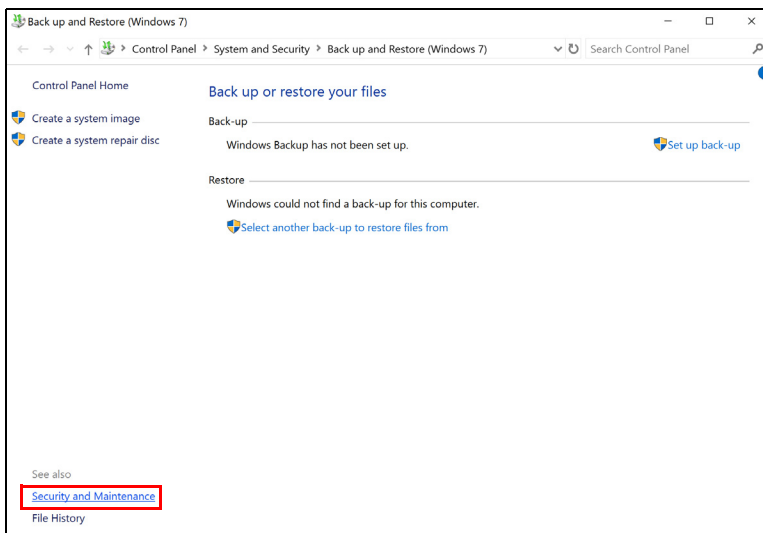 Back up and Restore (Windows 7)
Control Panel > System and Security > Back up and Restore (Windows 7)
Search Control Panel
Control Panel Home
Create a system image
Create a system repair disc
Back up or restore your files
Back-up
Windows Backup has not been set up.
Set up back-up
Restore
Windows could not find a back-up for this computer.
Select another back-up to restore files from
See also
Security and Maintenance
File History